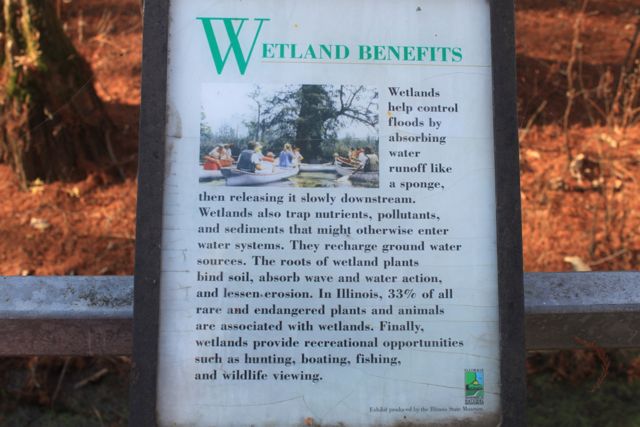 WETLAND BENEFITS
Wetlands
help control
floods by
absorbing
water
runoff like
a sponge,
then releasing it slowly downstream.
Wetlands also trap nutrients, pollutants,
and sediments that might otherwise enter
water systems. They recharge ground water
sources. The roots of wetland plants
bind soil, absorb wave and water action,
and lessen erosion. In Illinois, 33% of all
rare and endangered plants and animals
are associated with wetlands. Finally,
wetlands provide recreational opportunities
such as hunting, boating, fishing,
and wildlife viewing.
Exhibit produced by the Illinois State Museum